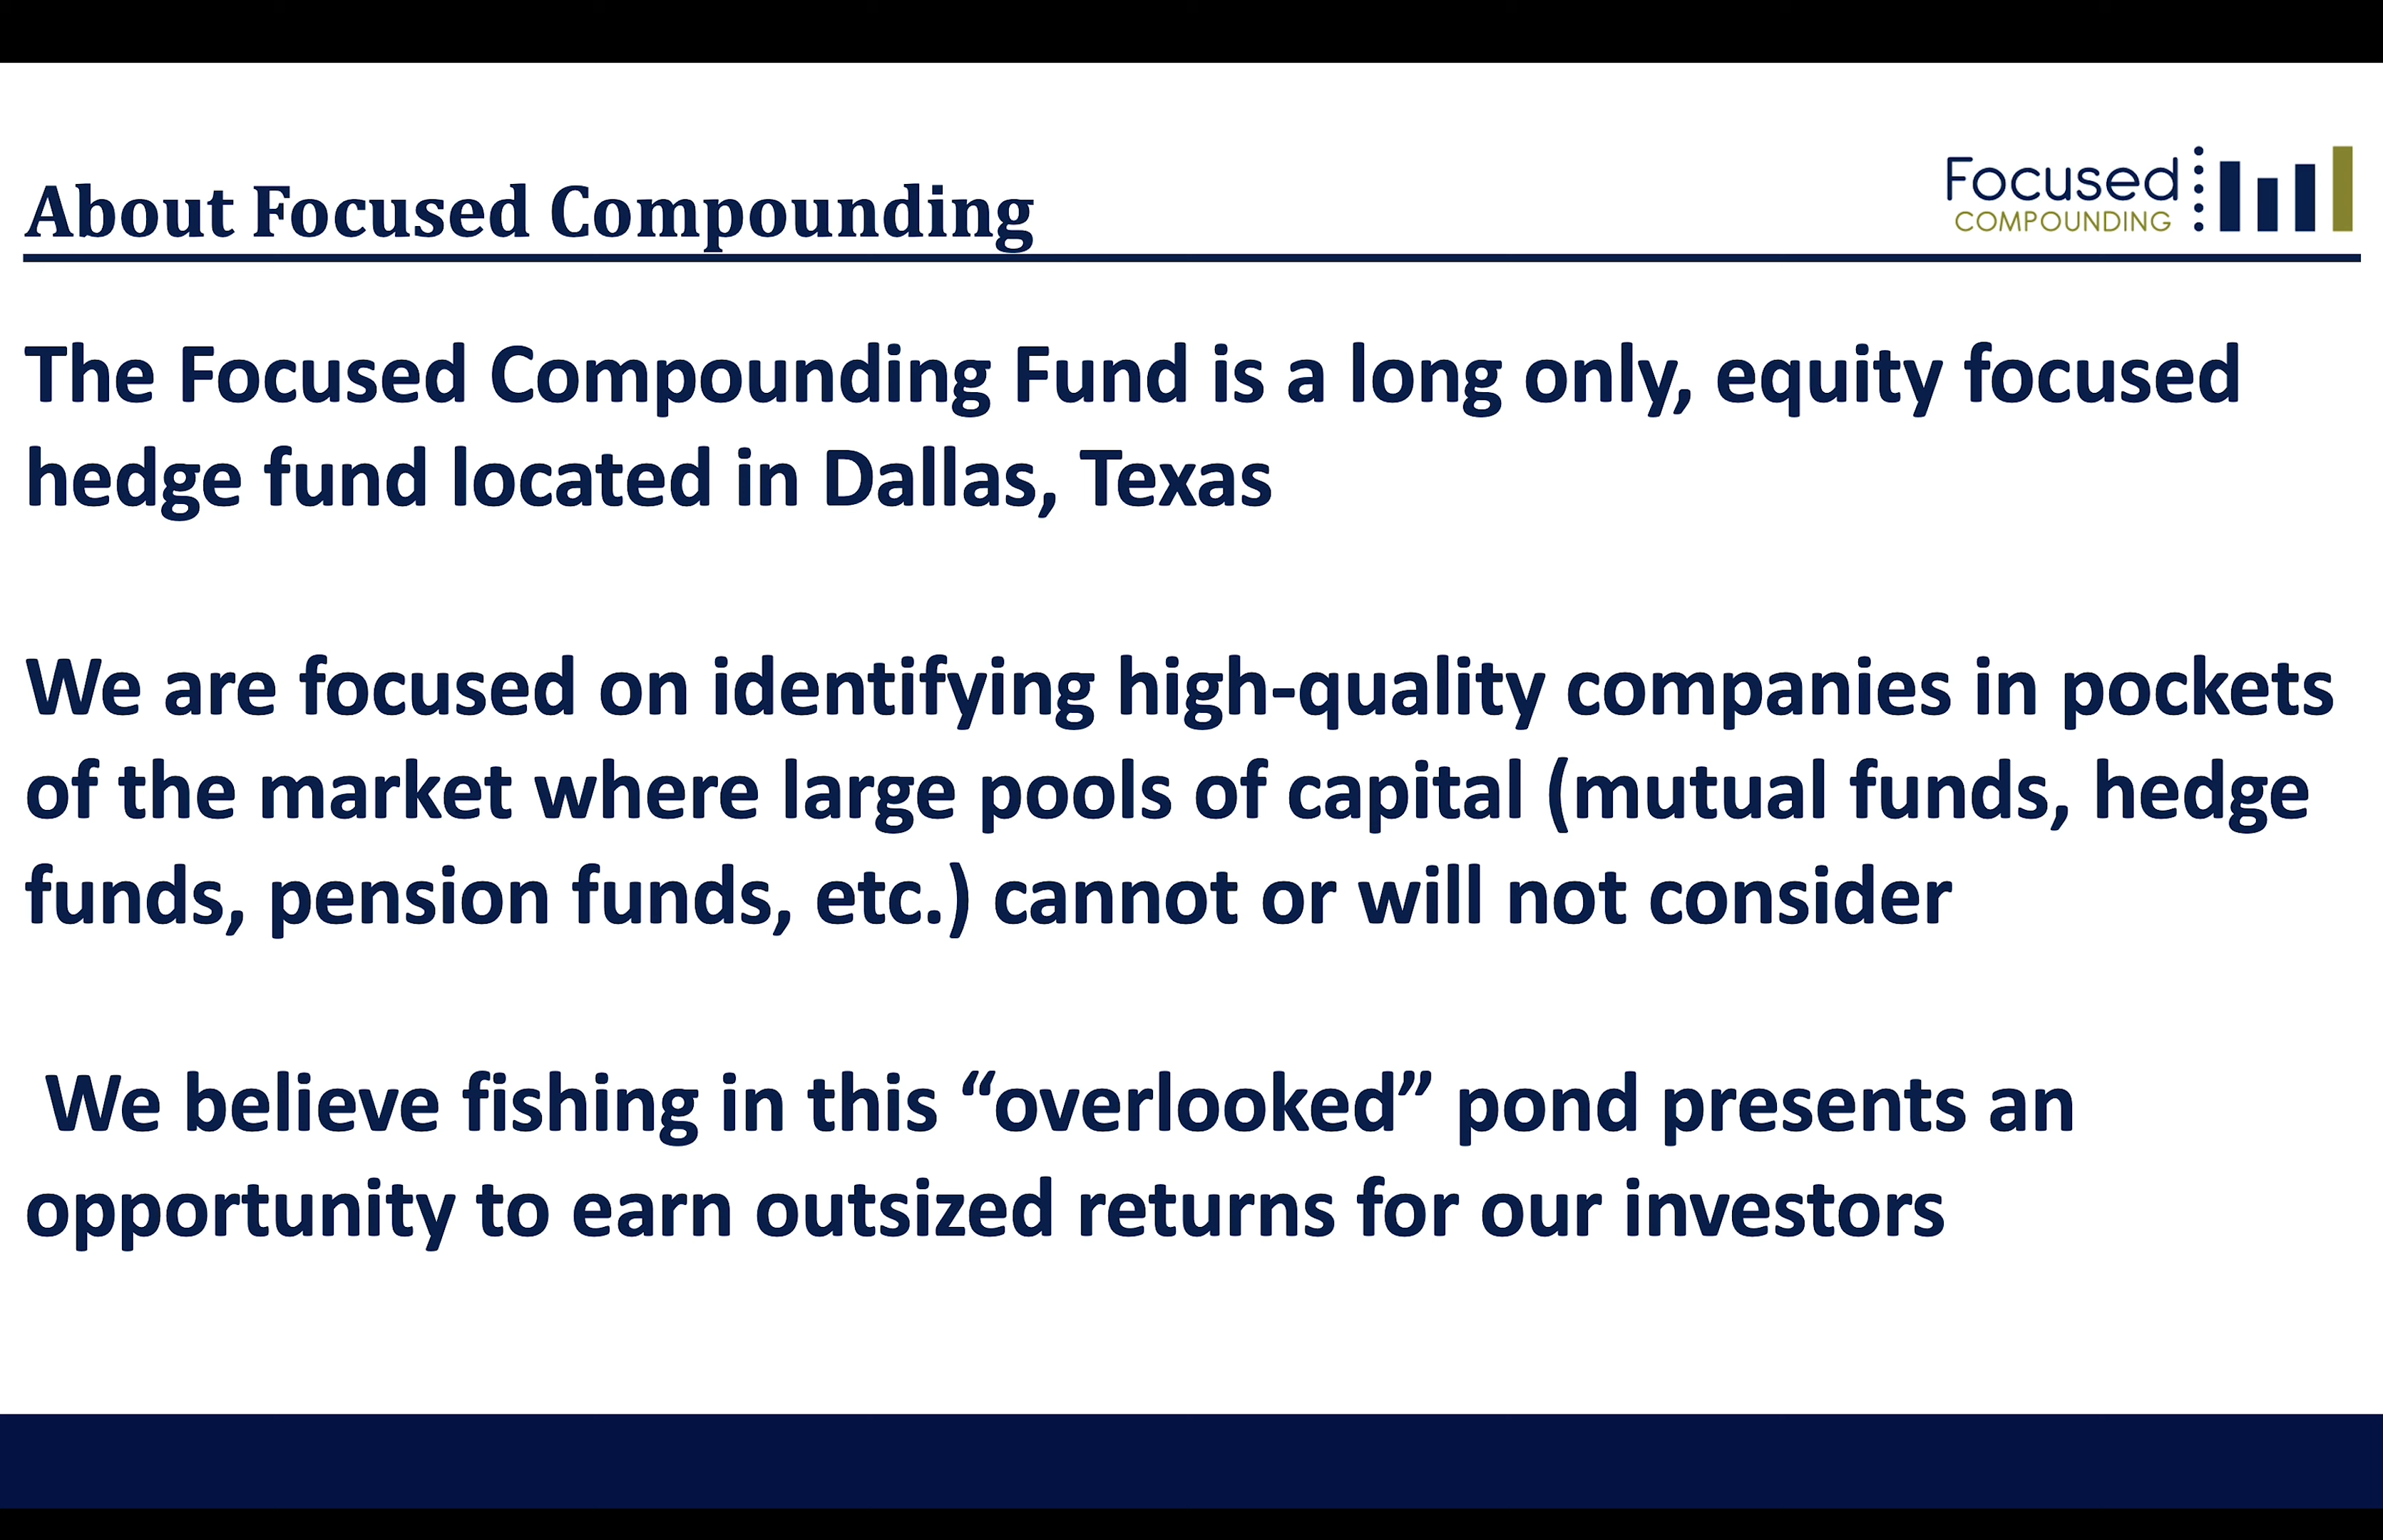 About Focused Compounding
Focused
COMPOUNDING
The Focused Compounding Fund is a long only, equity focused
hedge fund located in Dallas, Texas
We are focused on identifying high-quality companies in pockets
of the market where large pools of capital (mutual funds, hedge
funds, pension funds, etc.) cannot or will not consider
We believe fishing in this “overlooked” pond presents an
opportunity to earn outsized returns for our investors